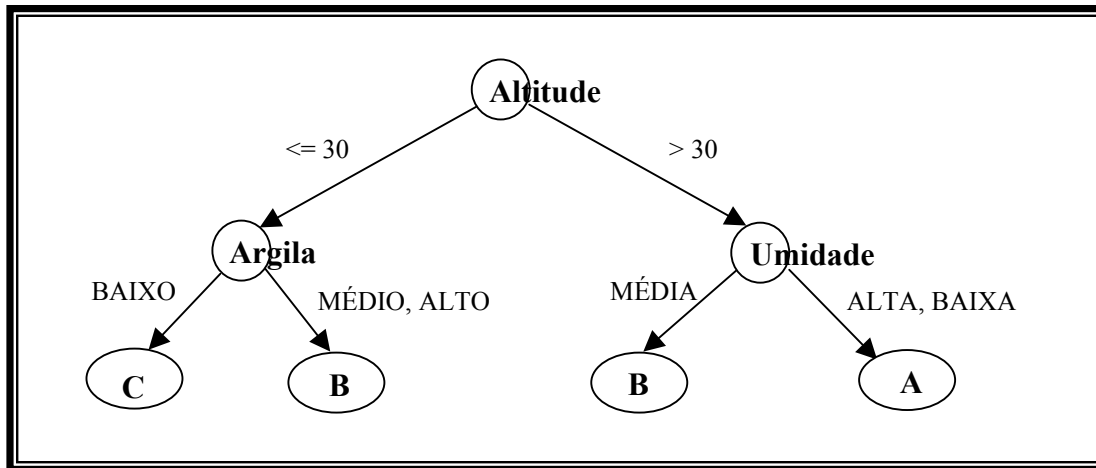 Altitude
<= 30
> 30
Argila
Umidade
BAIXO
MÉDIO, ALTO
MÉDIA
ALTA, BAIXA
C
B
B
A